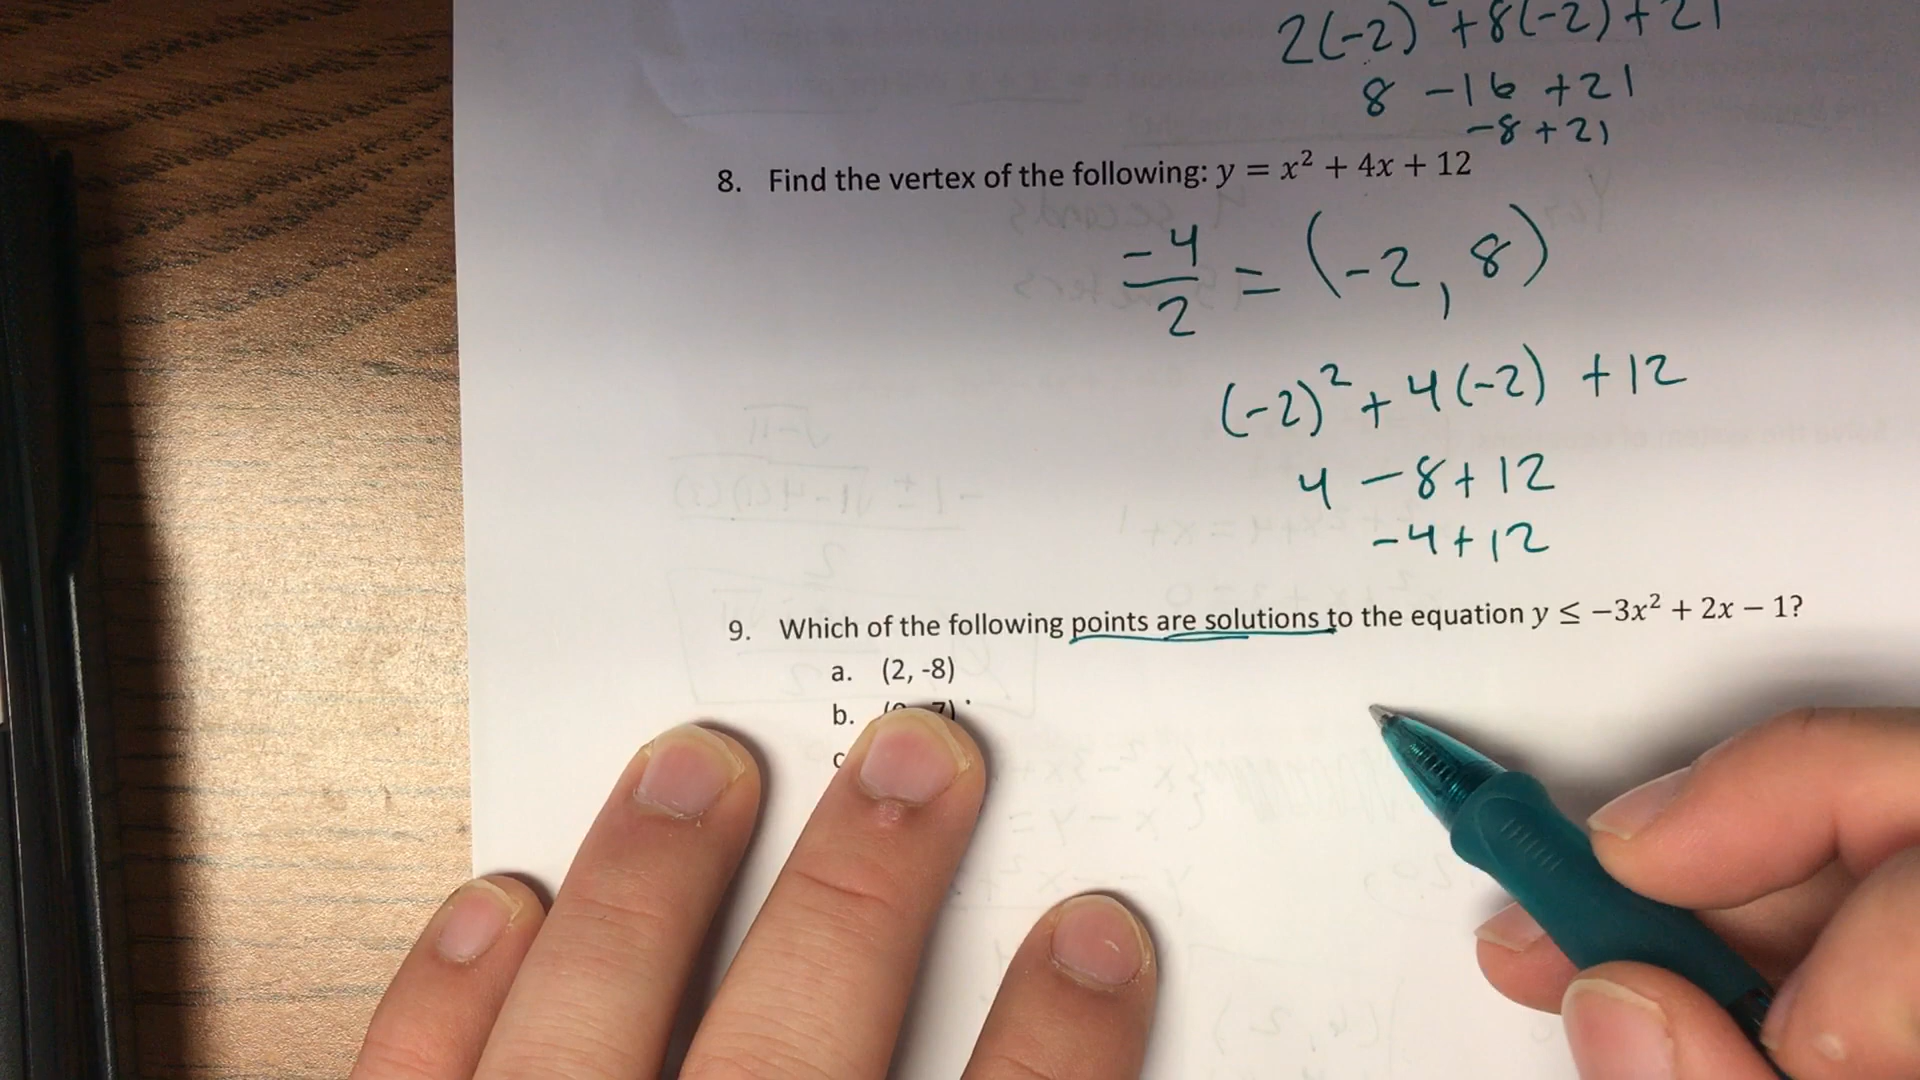 2(-2)² +8(-2)+21
8 -16 +21
-8+21
8. Find the vertex of the following: y = x² + 4x + 12
-4/2 = (-2, 8)
(-2)² + 4(-2) +12
4 -8+12
-4+12
9. Which of the following points are solutions to the equation y ≤ −3x² + 2x − 1?
a. (2, -8)
b.